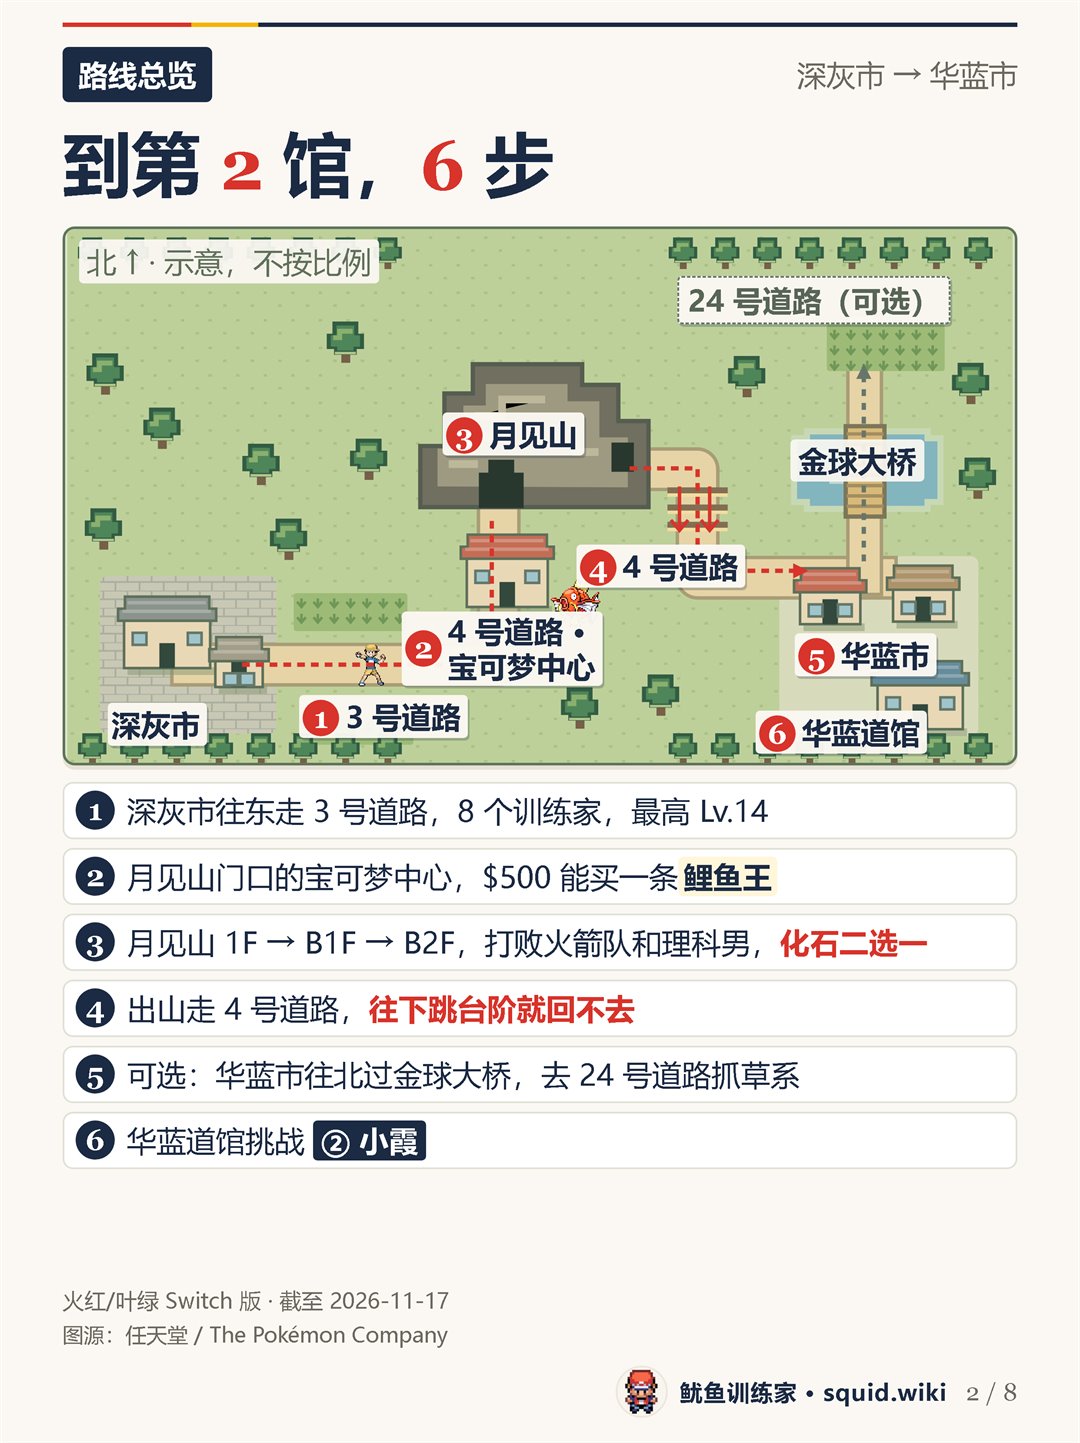 路线总览
深灰市 → 华蓝市
到第 2 馆，6 步
北↑· 示意，不按比例
24 号道路（可选）
3 月见山
金球大桥
4 4 号道路
2 4 号道路 •
宝可梦中心
5 华蓝市
深灰市
1 3 号道路
6 华蓝道馆
1 深灰市往东走 3 号道路，8 个训练家，最高 Lv.14
2 月见山门口的宝可梦中心，$500 能买一条鲤鱼王
3 月见山 1F → B1F → B2F，打败火箭队和理科男，化石二选一
4 出山走 4 号道路，往下跳台阶就回不去
5 可选：华蓝市往北过金球大桥，去 24 号道路抓草系
6 华蓝道馆挑战 ② 小霞
火红/叶绿 Switch 版 · 截至 2026-11-17
图源：任天堂 / The Pokémon Company
鱿鱼训练家 • squid.wiki 2 / 8